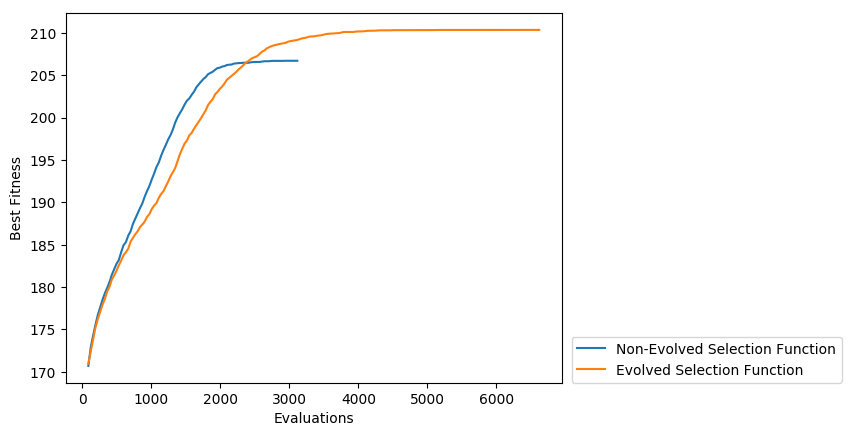 210
205
200
195
190
185
180
175
170
Best Fitness
0 1000 2000 3000 4000 5000 6000
Evaluations
Non-Evolved Selection Function
Evolved Selection Function